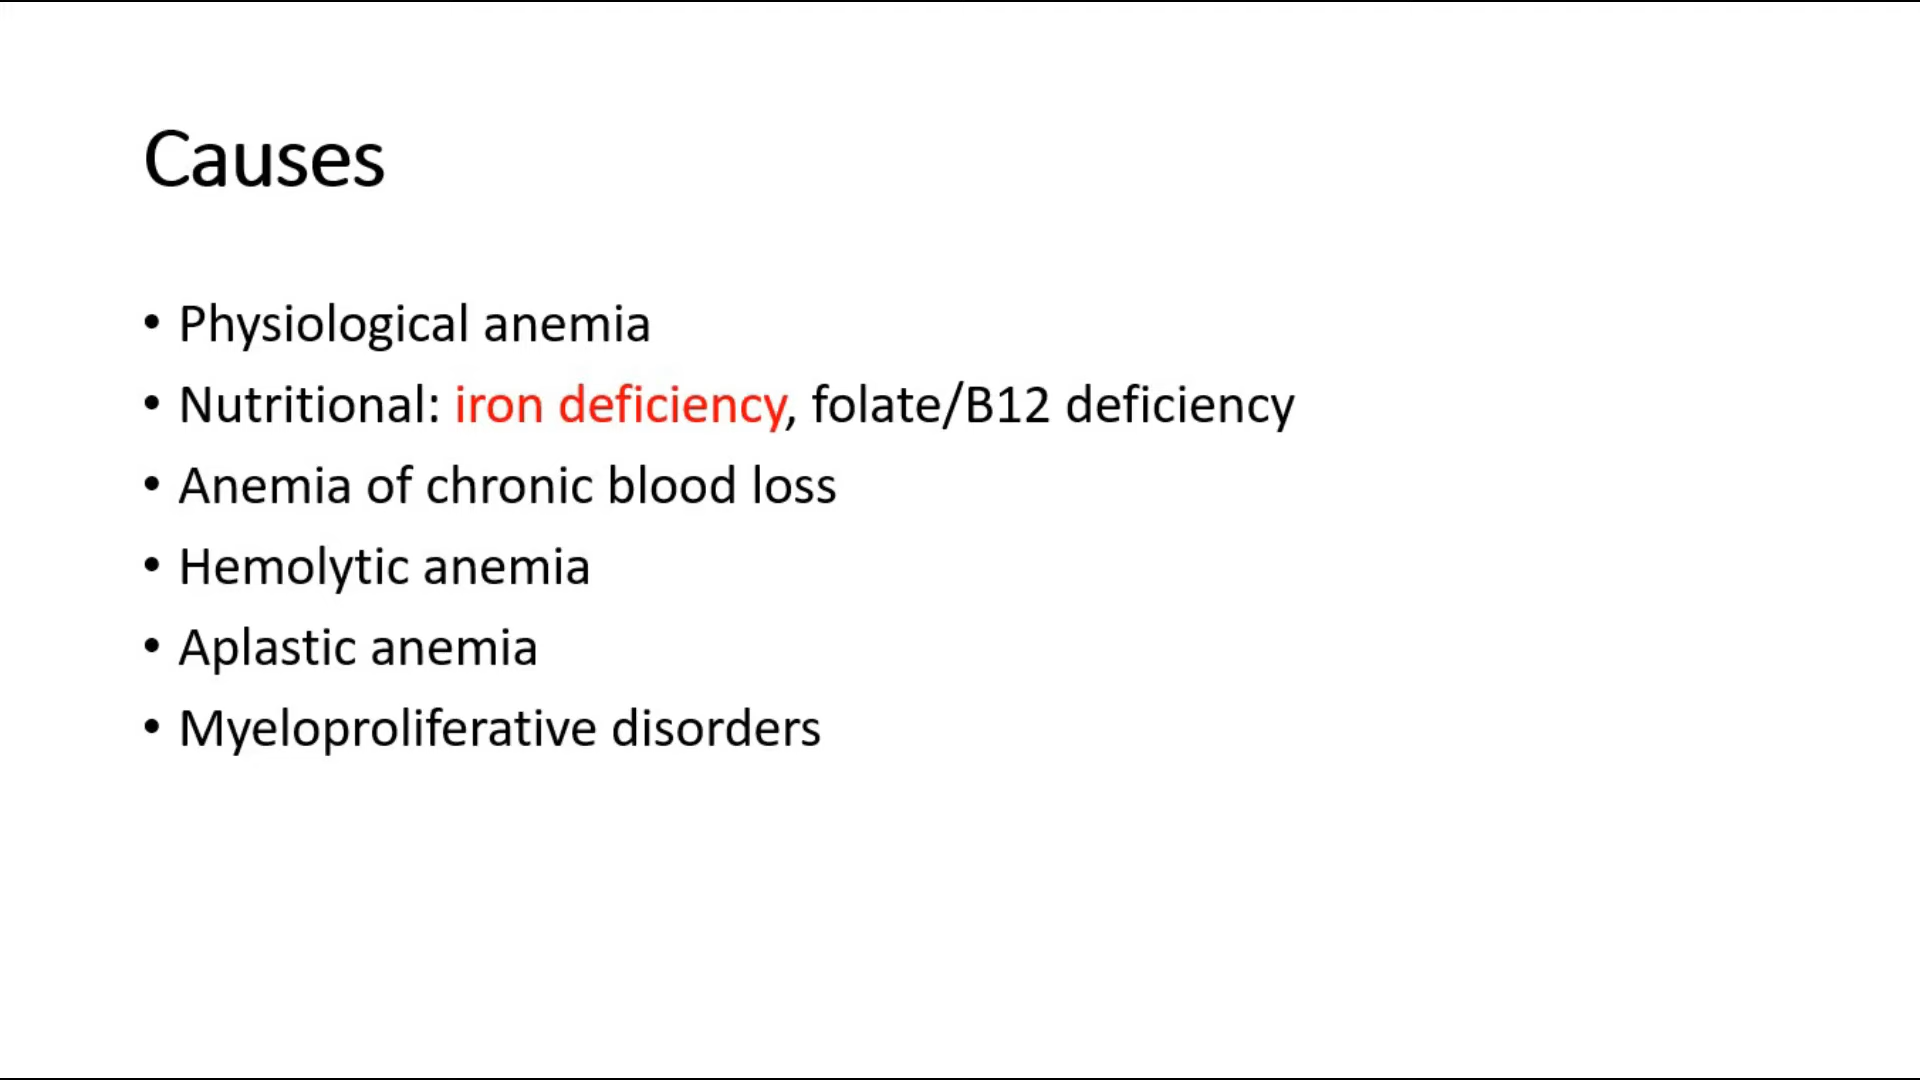 Causes
• Physiological anemia
• Nutritional: iron deficiency, folate/B12 deficiency
• Anemia of chronic blood loss
• Hemolytic anemia
• Aplastic anemia
• Myeloproliferative disorders